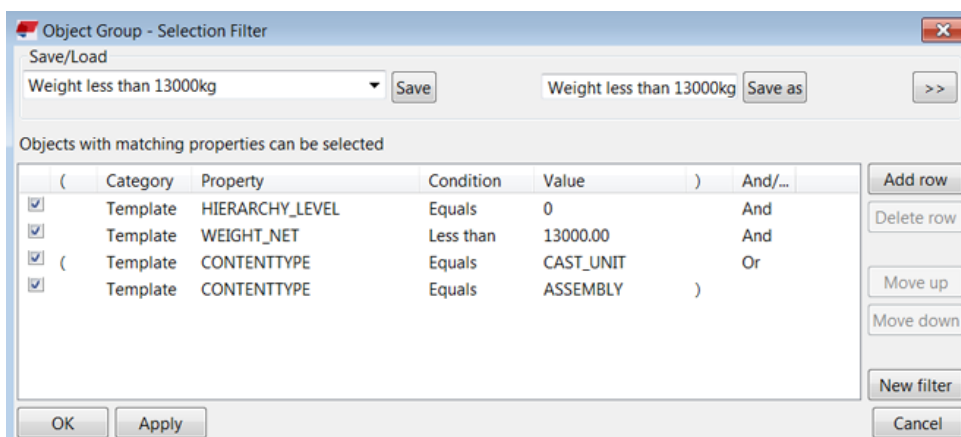 Object Group - Selection Filter
Save/Load
Weight less than 13000kg Save Weight less than 13000kg Save as >>
Objects with matching properties can be selected
( Category Property Condition Value ) And/... Add row
Template HIERARCHY_LEVEL Equals 0 And
Delete row
Template WEIGHT_NET Less than 13000.00 And
( Template CONTENTTYPE Equals CAST_UNIT Or
Template CONTENTTYPE Equals ASSEMBLY )
Move up
Move down
New filter
OK Apply Cancel